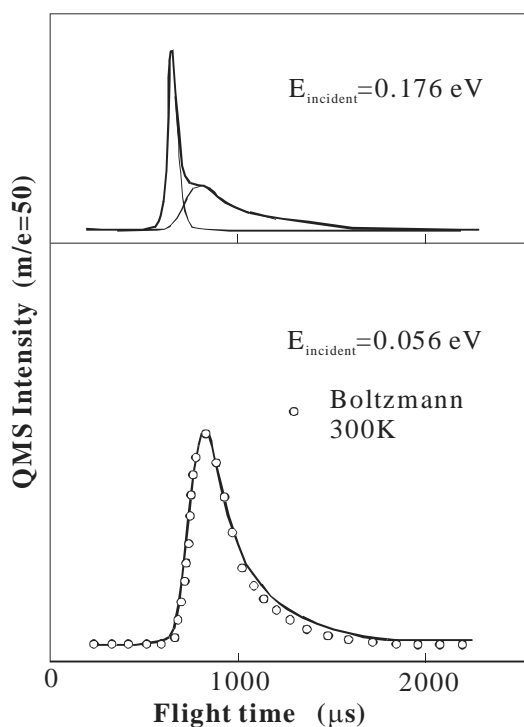 E_incident=0.176 eV
QMS Intensity (m/e=50)
E_incident=0.056 eV
Boltzmann
300K
0 1000 2000
Flight time (μs)